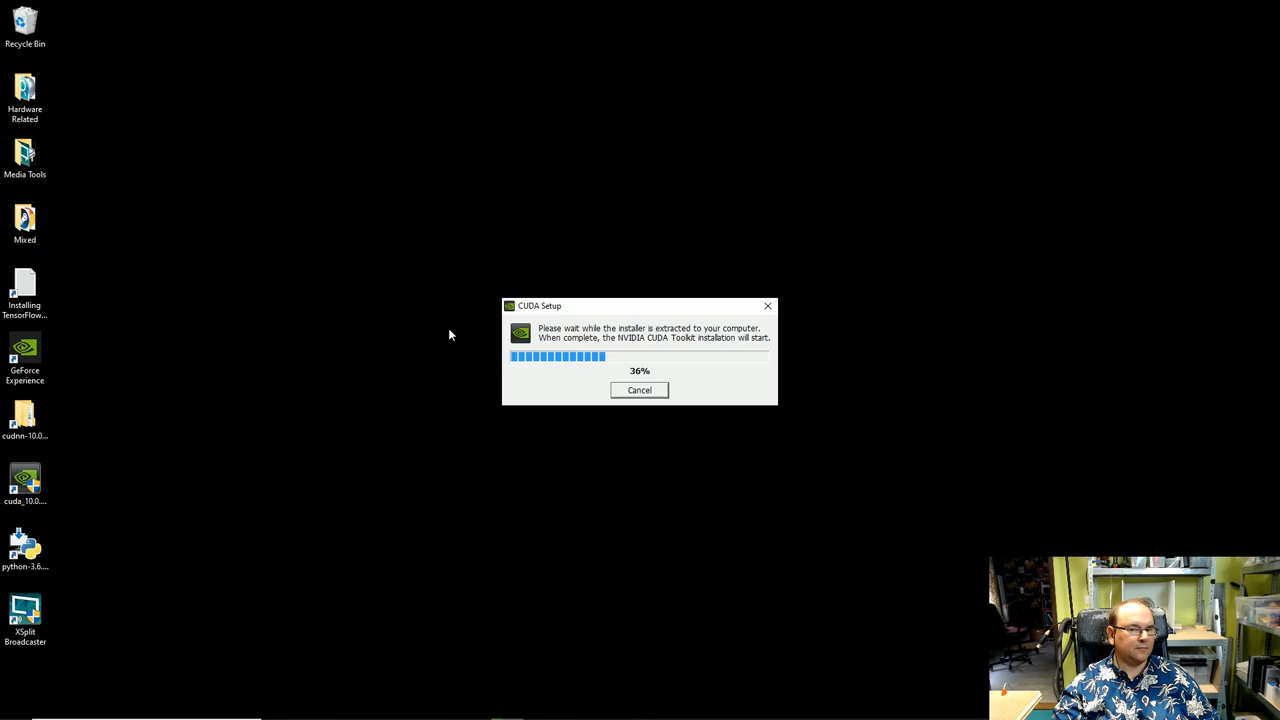 Recycle Bin
Hardware
Related
Media Tools
Mixed
Installing
TensorFlow...
GeForce
Experience
cudnn-10.0...
cuda_10.0....
python-3.6....
XSplit
Broadcaster
CUDA Setup
Please wait while the installer is extracted to your computer.
When complete, the NVIDIA CUDA Toolkit installation will start.
36%
Cancel